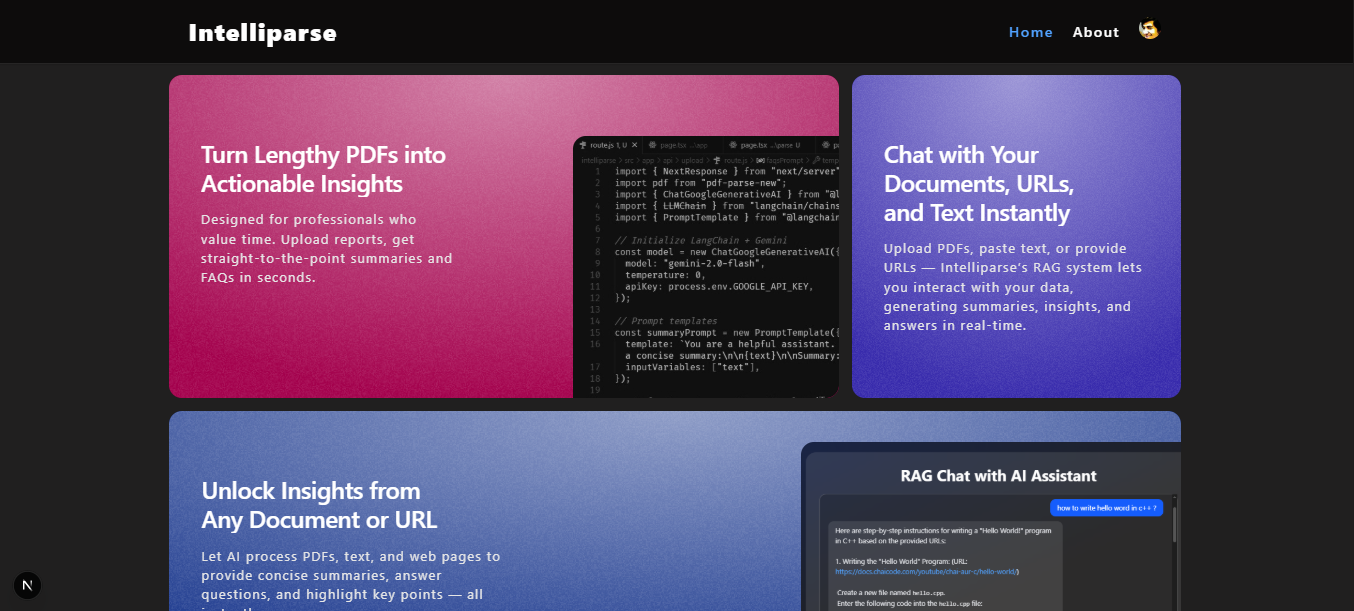 Intelliparse
Home
About
Turn Lengthy PDFs into
Actionable Insights
Designed for professionals who
value time. Upload reports, get
straight-to-the-point summaries and
FAQs in seconds.
route.js 1, U ×
page.tsx ...\app
page.tsx ...\parse U
intelliparse > src > app > api > upload > route.js > faqsPrompt >
1 import { NextResponse } from "next/server"
2 import pdf from "pdf-parse-new";
3 import { ChatGoogleGenerativeAI } from "@l
4 import { LLMChain } from "langchain/chains
5 import { PromptTemplate } from "@langchain
6
7 // Initialize LangChain + Gemini
8 const model = new ChatGoogleGenerativeAI({
9 model: "gemini-2.0-flash",
10 temperature: 0,
11 apiKey: process.env.GOOGLE_API_KEY,
12 });
13
14 // Prompt templates
15 const summaryPrompt = new PromptTemplate({
16 template: `You are a helpful assistant.
a concise summary:\n\n{text}\n\nSummary:
17 inputVariables: ["text"],
18 });
19
Chat with Your
Documents, URLs,
and Text Instantly
Upload PDFs, paste text, or provide
URLs — Intelliparse's RAG system lets
you interact with your data,
generating summaries, insights, and
answers in real-time.
Unlock Insights from
Any Document or URL
Let AI process PDFs, text, and web pages to
provide concise summaries, answer
questions, and highlight key points — all
RAG Chat with AI Assistant
how to write hello word in c++ ?
Here are step-by-step instructions for writing a "Hello World!" program
in C++ based on the provided URLs:
1. Writing the "Hello World" Program: (URL:
https://docs.chaicode.com/youtube/chai-aur-c/hello-world/)
Create a new file named hello.cpp.
Enter the following code into the hello.cpp file:
N